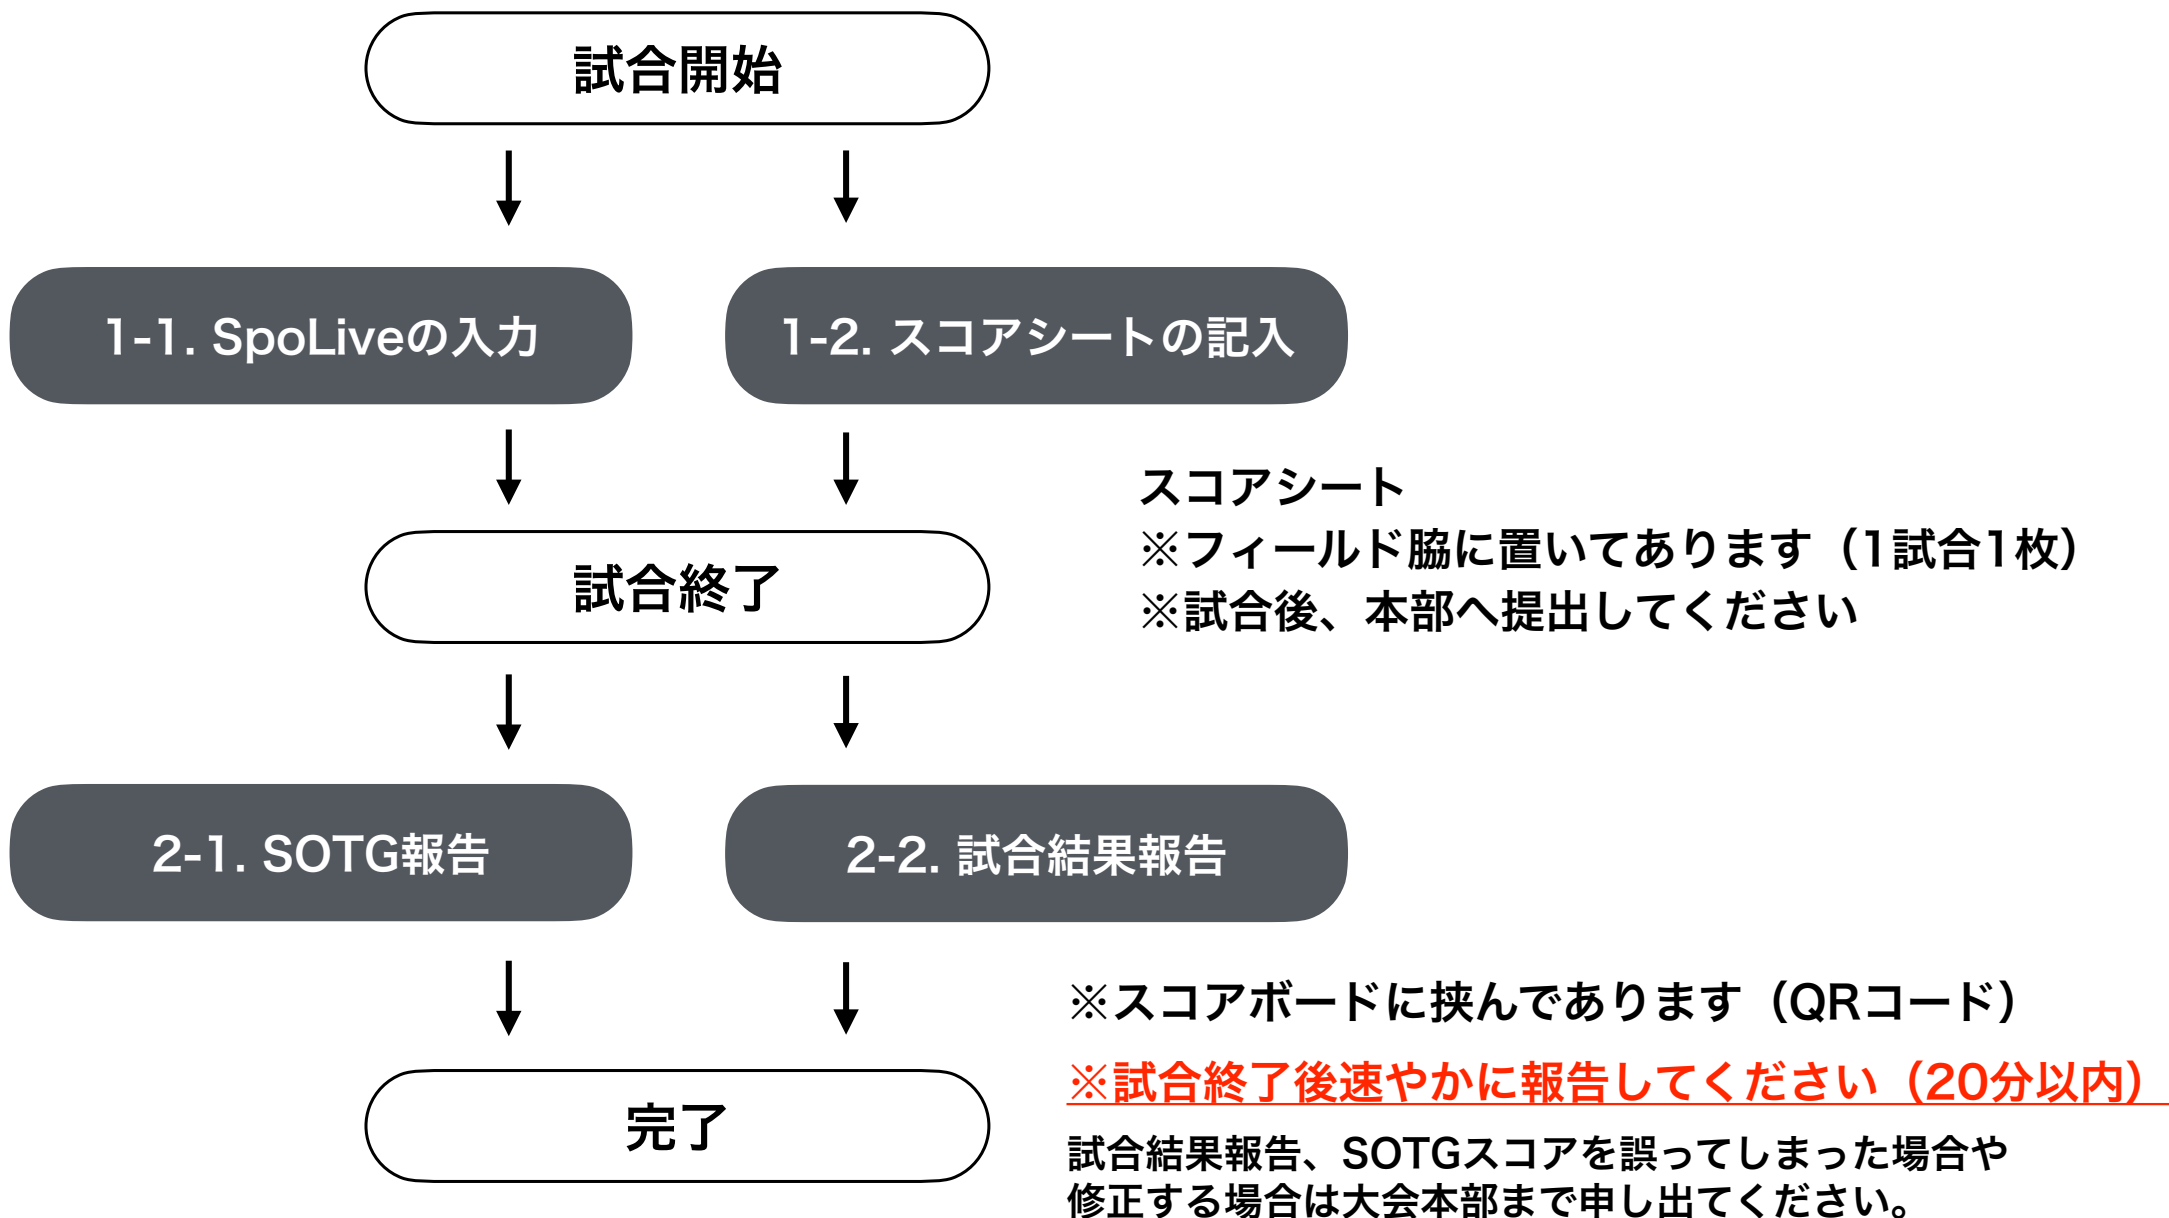 試合開始
1-1. SpoLiveの入力
1-2. スコアシートの記入
スコアシート
※フィールド脇に置いてあります（1試合1枚）
※試合後、本部へ提出してください
試合終了
2-1. SOTG報告
2-2. 試合結果報告
※スコアボードに挟んであります（QRコード）
※試合終了後速やかに報告してください（20分以内）
試合結果報告、SOTGスコアを誤ってしまった場合や
修正する場合は大会本部まで申し出てください。
完了